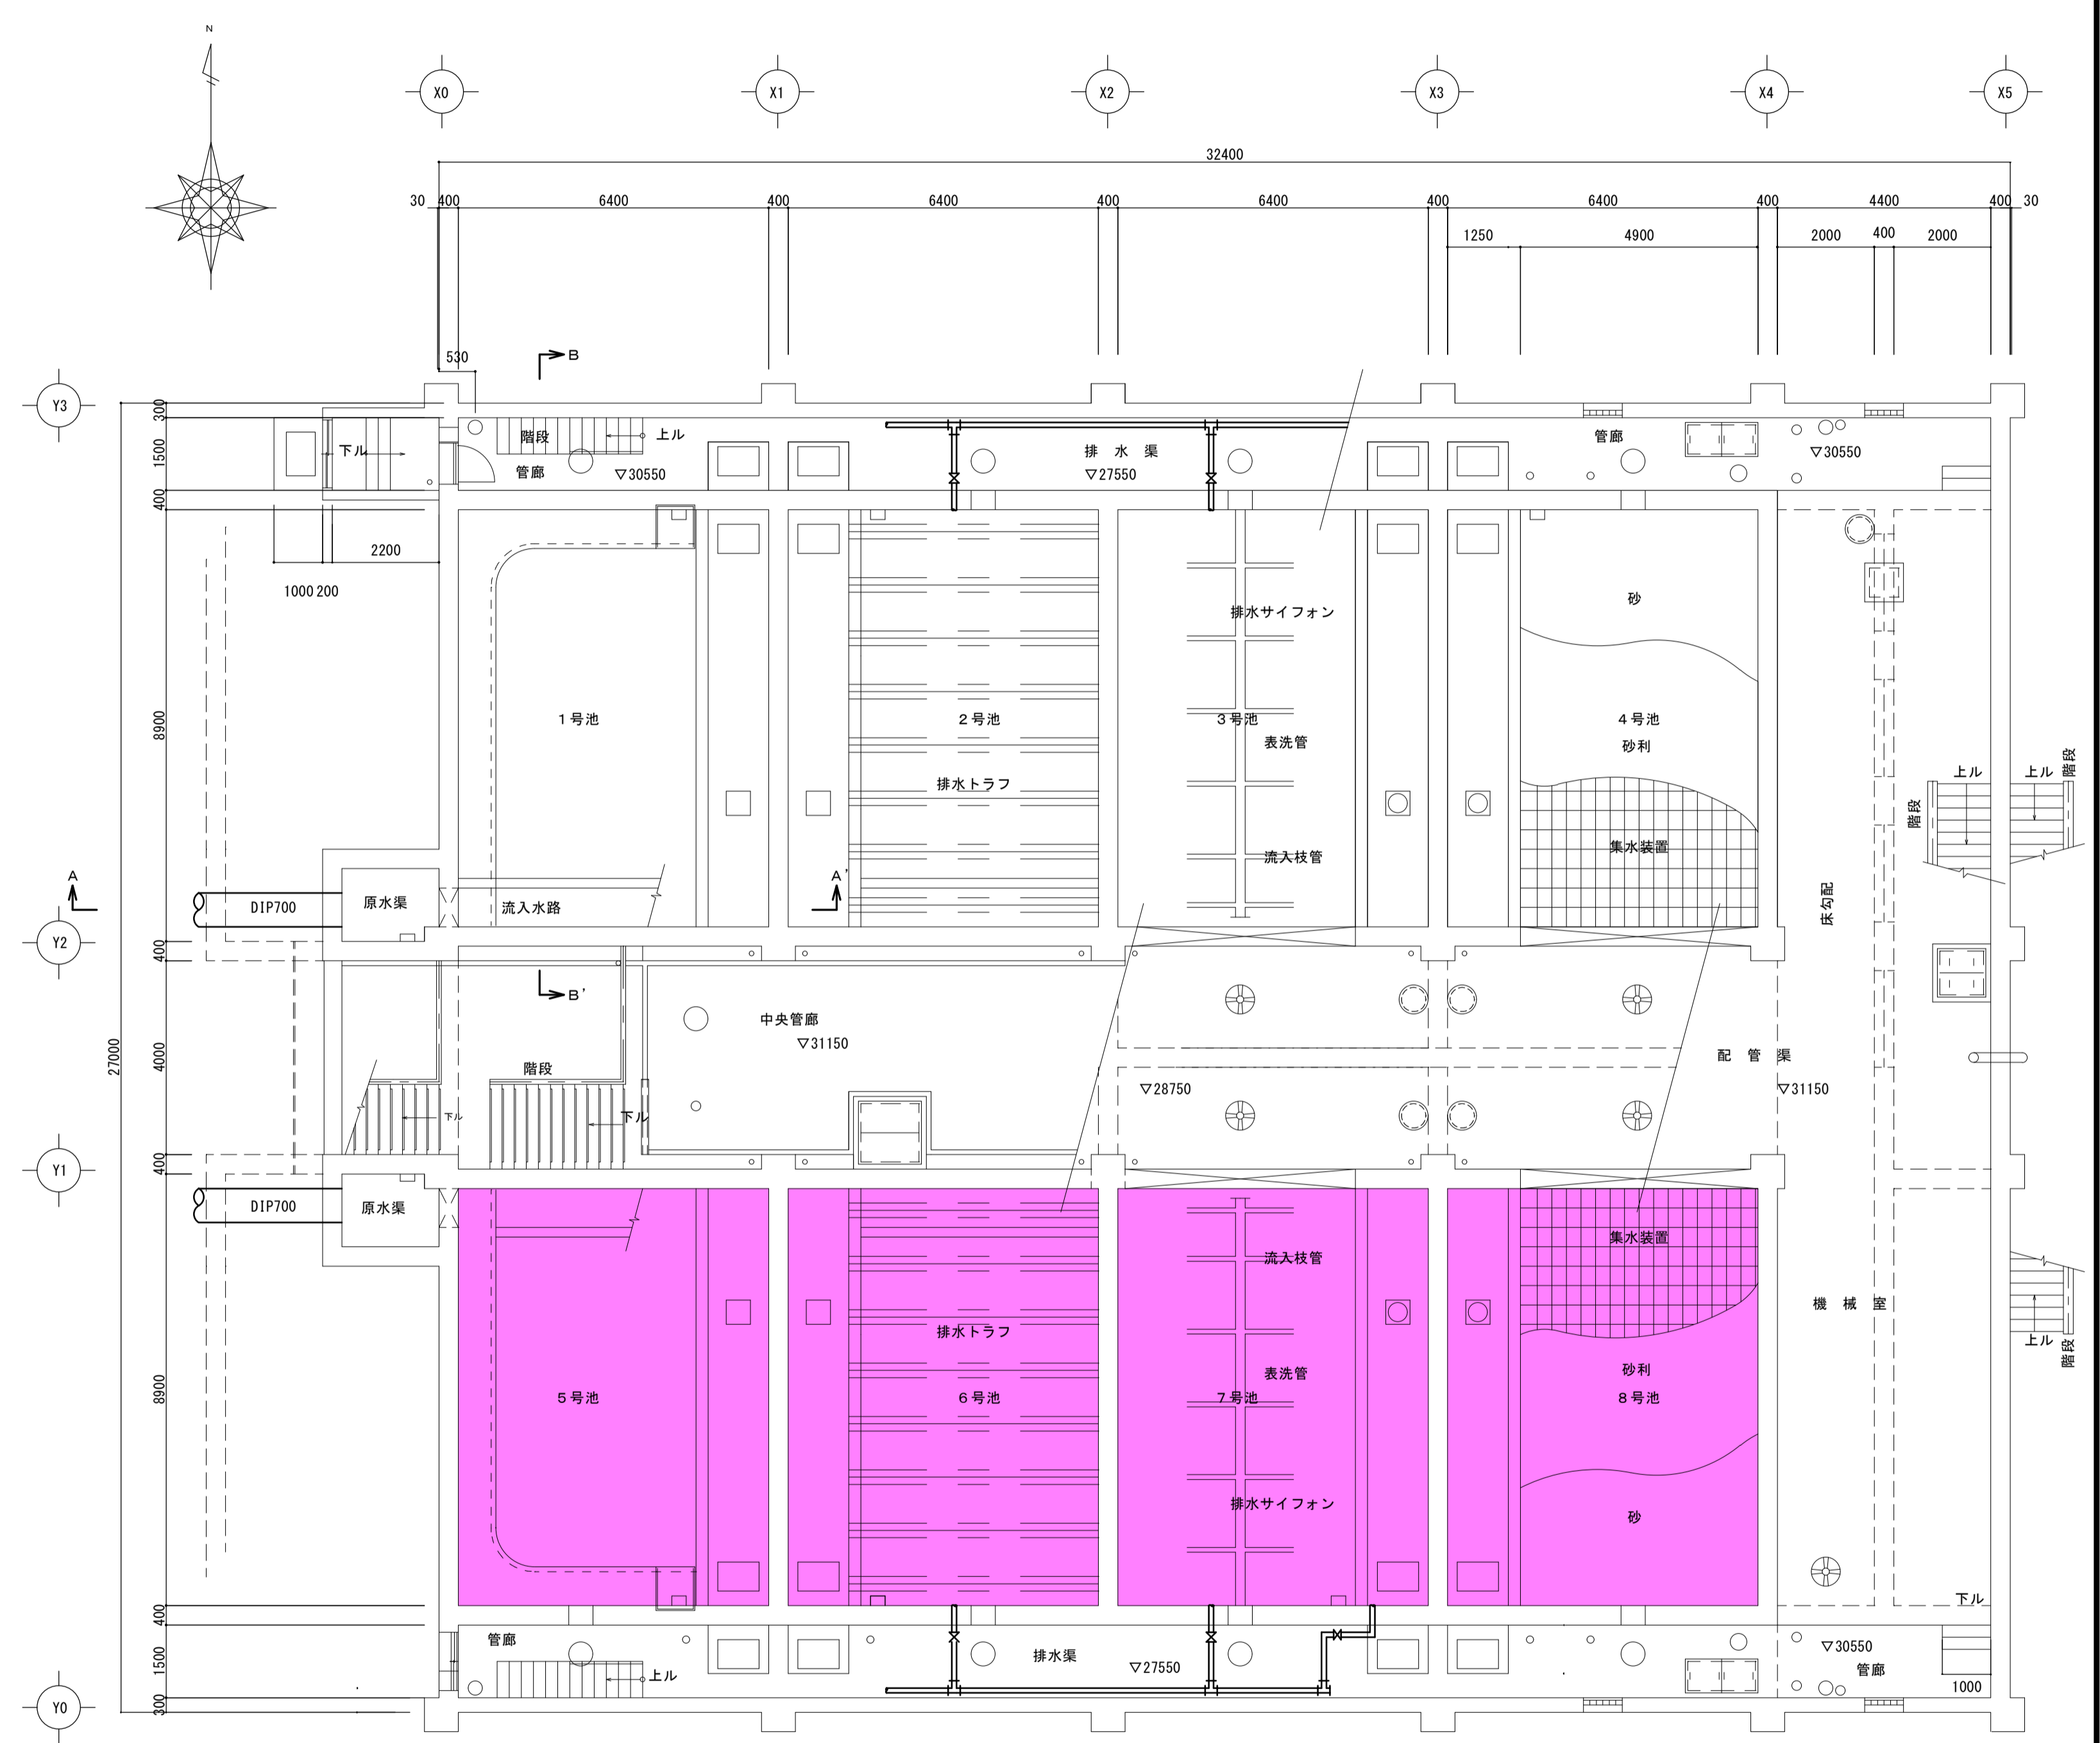 N
X0 X1 X2 X3 X4 X5
32400
30 400 6400 400 6400 400 6400 400 6400 400 4400 400 30
1250 4900 2000 400 2000
530 B
Y3 300
階段 上ル 排 水 渠 管廊
下ル 1500 管廊 ▽30550 ▽27550 ▽30550
400
2200
1000 200
砂
排水サイフォン
8900 1号池 2号池 3号池 4号池
表洗管 砂利
排水トラフ
上ル 上ル 階段
階段
集水装置
流入枝管
A A'
DIP700 原水渠 流入水路 床勾配
Y2 400
B'
中央管廊
▽31150
27000 4000 階段 配 管 渠
▽28750 ▽31150
下ル 下ル
Y1 400
DIP700 原水渠
集水装置
流入枝管
機 械 室
排水トラフ
上ル 階段
表洗管 砂利
8900 5号池 6号池 7号池 8号池
排水サイフォン
砂
下ル
400
管廊 ▽30550
1500 排水渠 ▽27550 管廊
上ル
1000
Y0 300